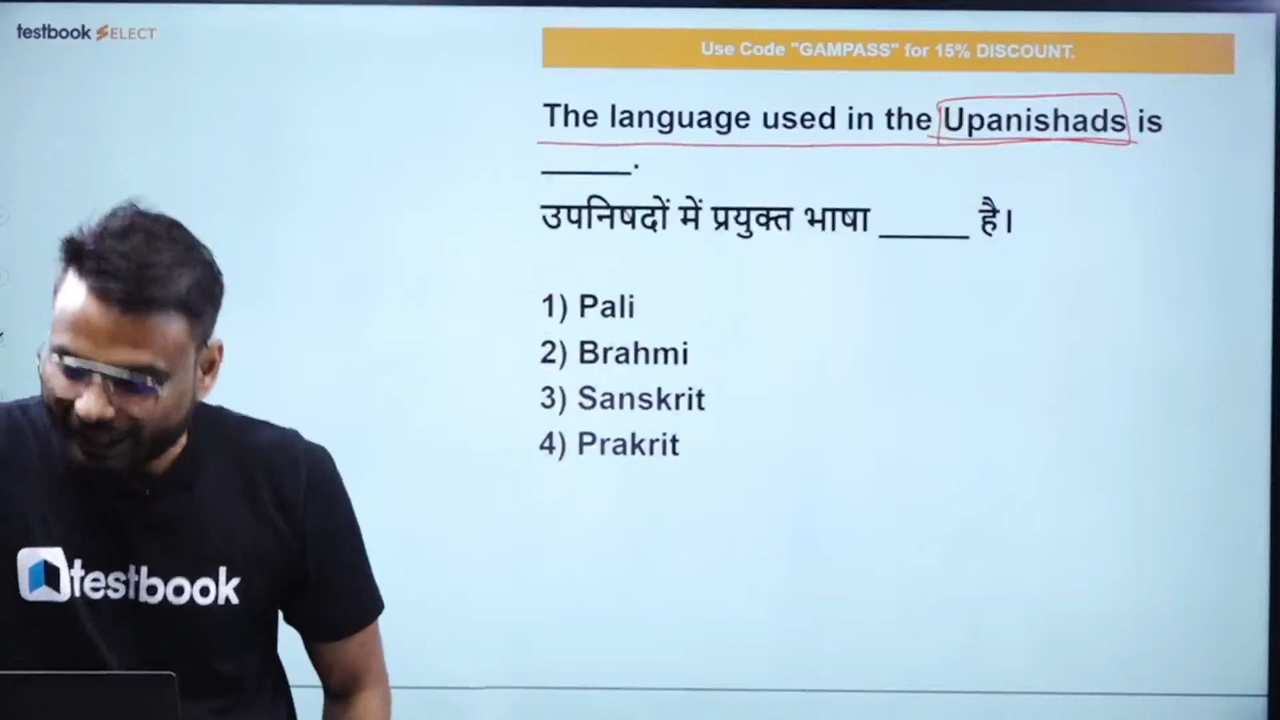 testbook SELECT
Use Code "GAMPASS" for 15% DISCOUNT.
The language used in the Upanishads is
_____.
उपनिषदों में प्रयुक्त भाषा _____ है।
1) Pali
2) Brahmi
3) Sanskrit
4) Prakrit
testbook